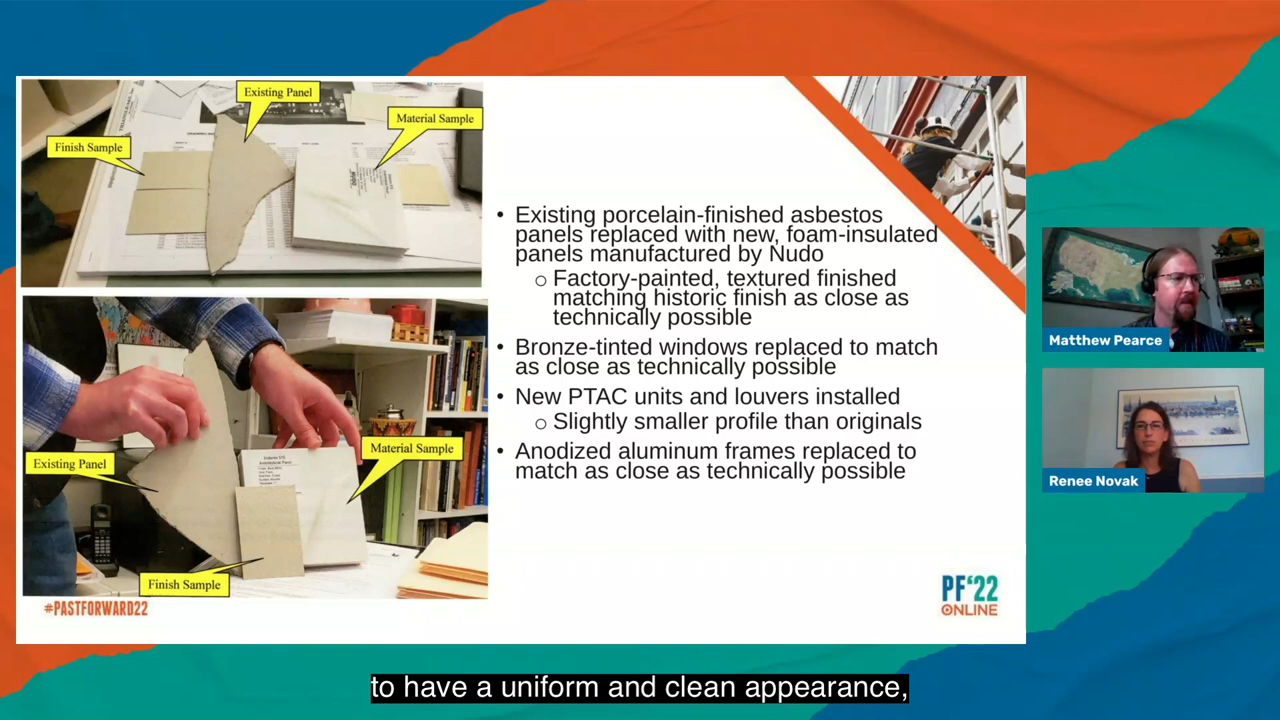 Existing Panel
Material Sample
Finish Sample
• Existing porcelain-finished asbestos
panels replaced with new, foam-insulated
panels manufactured by Nudo
o Factory-painted, textured finished
matching historic finish as close as
technically possible
• Bronze-tinted windows replaced to match
as close as technically possible
• New PTAC units and louvers installed
o Slightly smaller profile than originals
• Anodized aluminum frames replaced to
match as close as technically possible
Material Sample
Existing Panel
Finish Sample
#PASTFORWARD22
PF'22
ONLINE
Matthew Pearce
Renee Novak
to have a uniform and clean appearance,